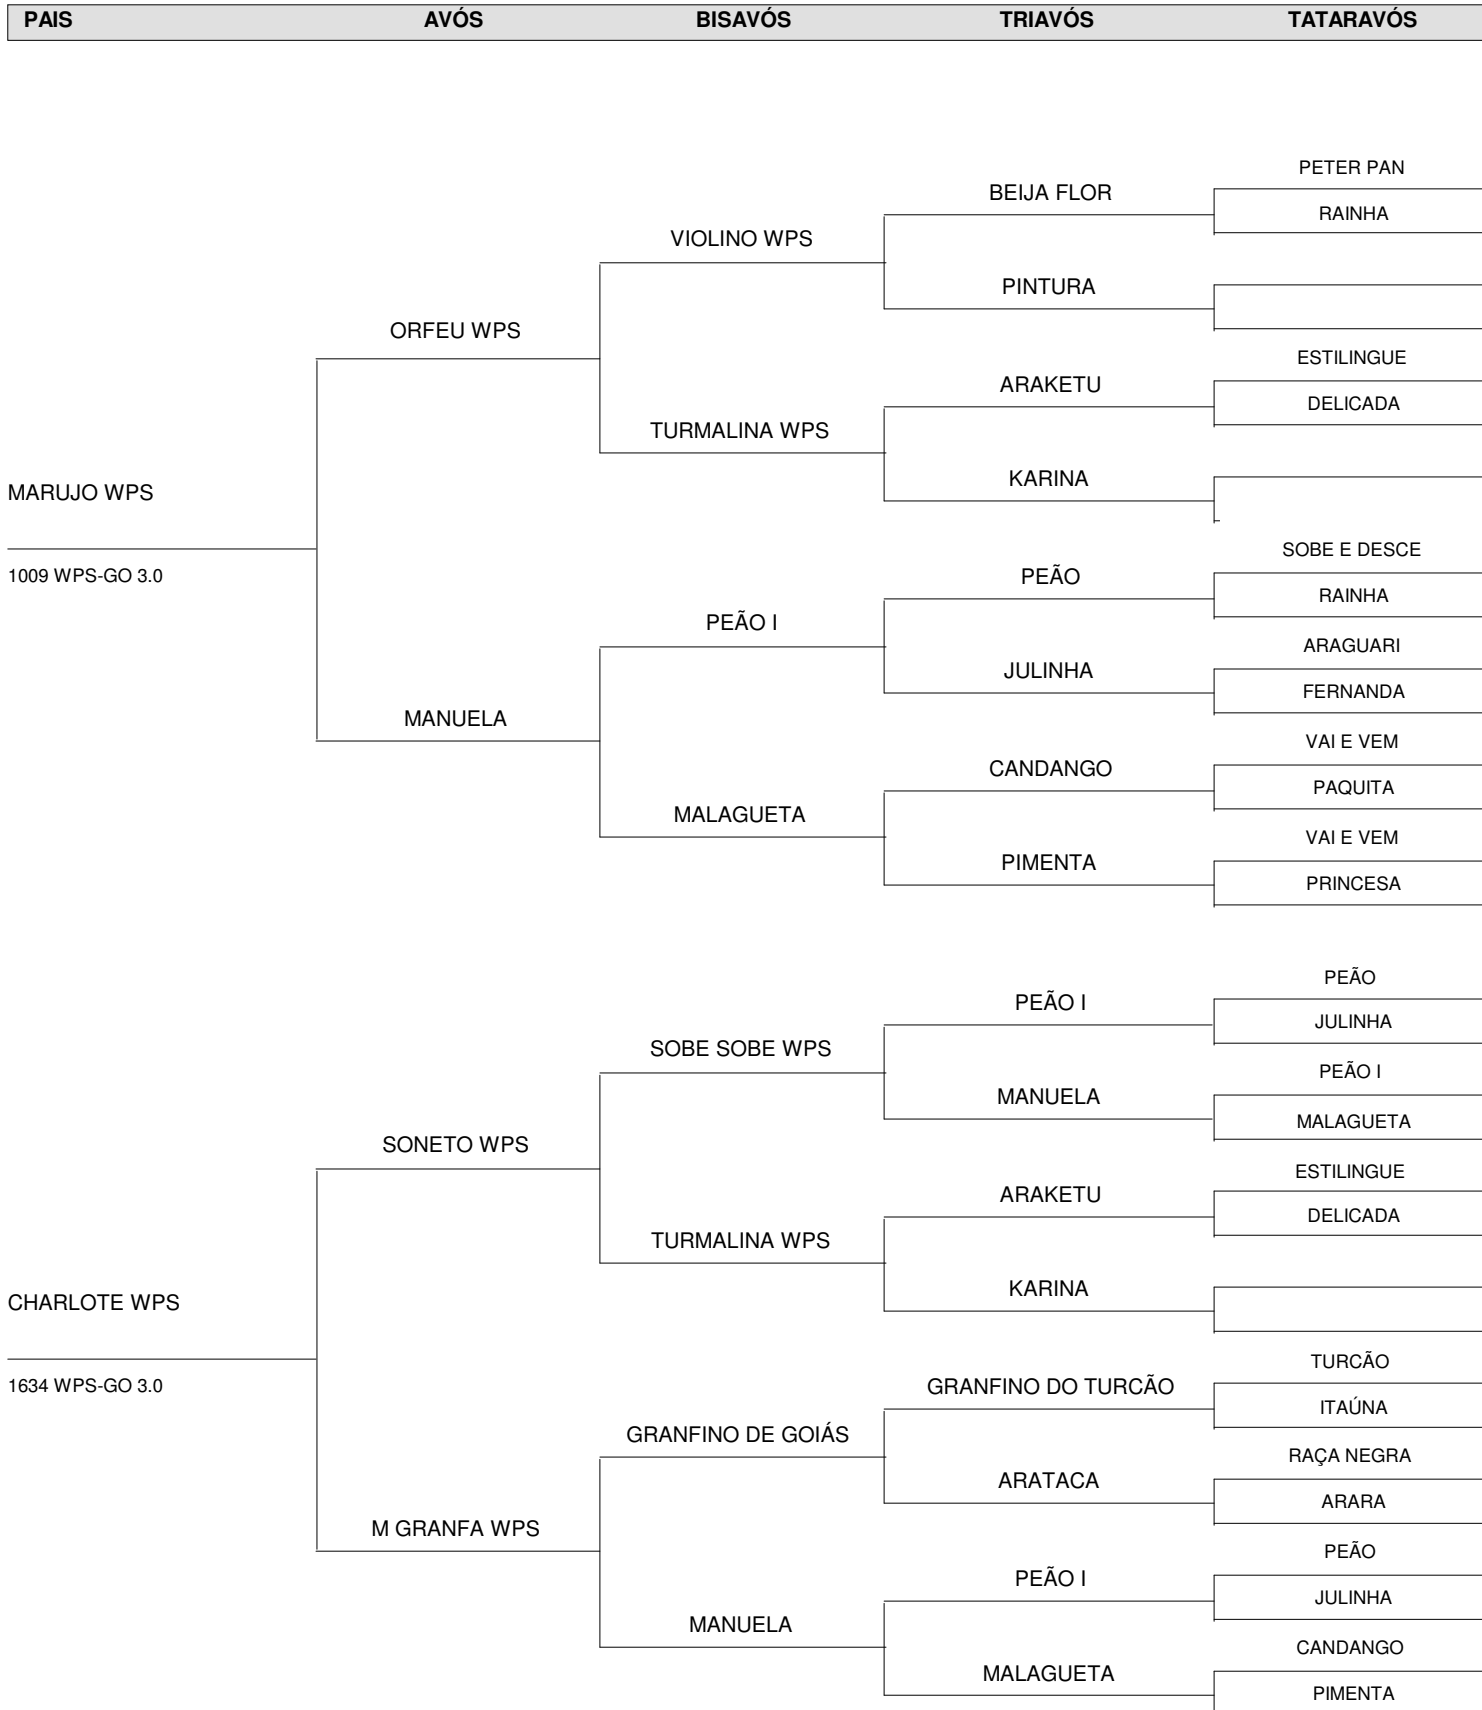 PAIS AVÓS BISAVÓS TRIAVÓS TATARAVÓS
PETER PAN
BEIJA FLOR
RAINHA
VIOLINO WPS
PINTURA
ORFEU WPS
ESTILINGUE
ARAKETU
DELICADA
TURMALINA WPS
KARINA
MARUJO WPS
SOBE E DESCE
1009 WPS-GO 3.0
PEÃO
RAINHA
PEÃO I
ARAGUARI
JULINHA
FERNANDA
MANUELA
VAI E VEM
CANDANGO
PAQUITA
MALAGUETA
VAI E VEM
PIMENTA
PRINCESA
PEÃO
PEÃO I
JULINHA
SOBE SOBE WPS
PEÃO I
MANUELA
MALAGUETA
SONETO WPS
ESTILINGUE
ARAKETU
DELICADA
TURMALINA WPS
KARINA
CHARLOTE WPS
TURCÃO
1634 WPS-GO 3.0
GRANFINO DO TURCÃO
ITAÚNA
GRANFINO DE GOIÁS
RAÇA NEGRA
ARATACA
ARARA
M GRANFA WPS
PEÃO
PEÃO I
JULINHA
MANUELA
CANDANGO
MALAGUETA
PIMENTA